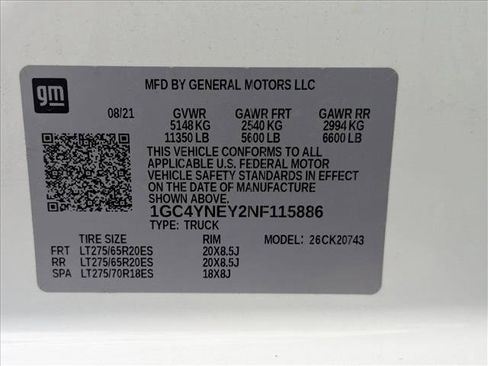 gm
MFD BY GENERAL MOTORS LLC
08/21 GVWR GAWR FRT GAWR RR
5148 KG 2540 KG 2994 KG
11350 LB 5600 LB 6600 LB
THIS VEHICLE CONFORMS TO ALL
APPLICABLE U.S. FEDERAL MOTOR
VEHICLE SAFETY STANDARDS IN EFFECT
ON THE DATE OF MANUFACTURE
SHOWN ABOVE.
1GC4YNEY2NF115886
TYPE: TRUCK
TIRE SIZE RIM MODEL: 26CK20743
FRT LT275/65R20ES 20X8.5J
RR LT275/65R20ES 20X8.5J
SPA LT275/70R18ES 18X8J